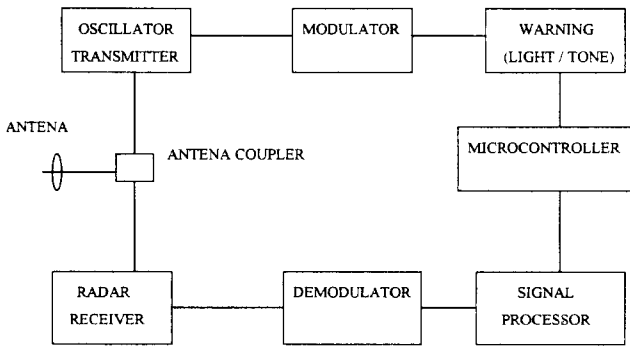 OSCILLATOR
TRANSMITTER
MODULATOR
WARNING
(LIGHT / TONE)
ANTENA
ANTENA COUPLER
MICROCONTROLLER
RADAR
RECEIVER
DEMODULATOR
SIGNAL
PROCESSOR